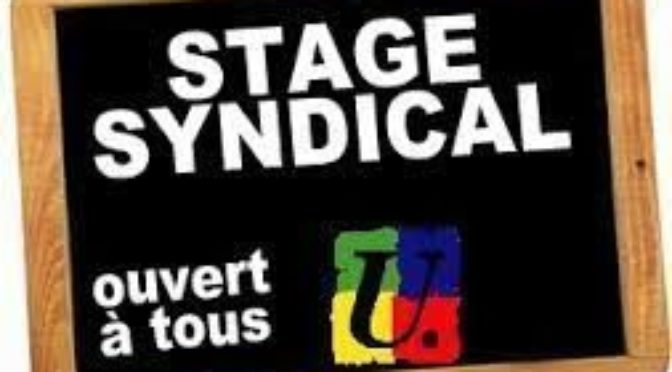 STAGE
SYNDICAL
ouvert
à tous
U.